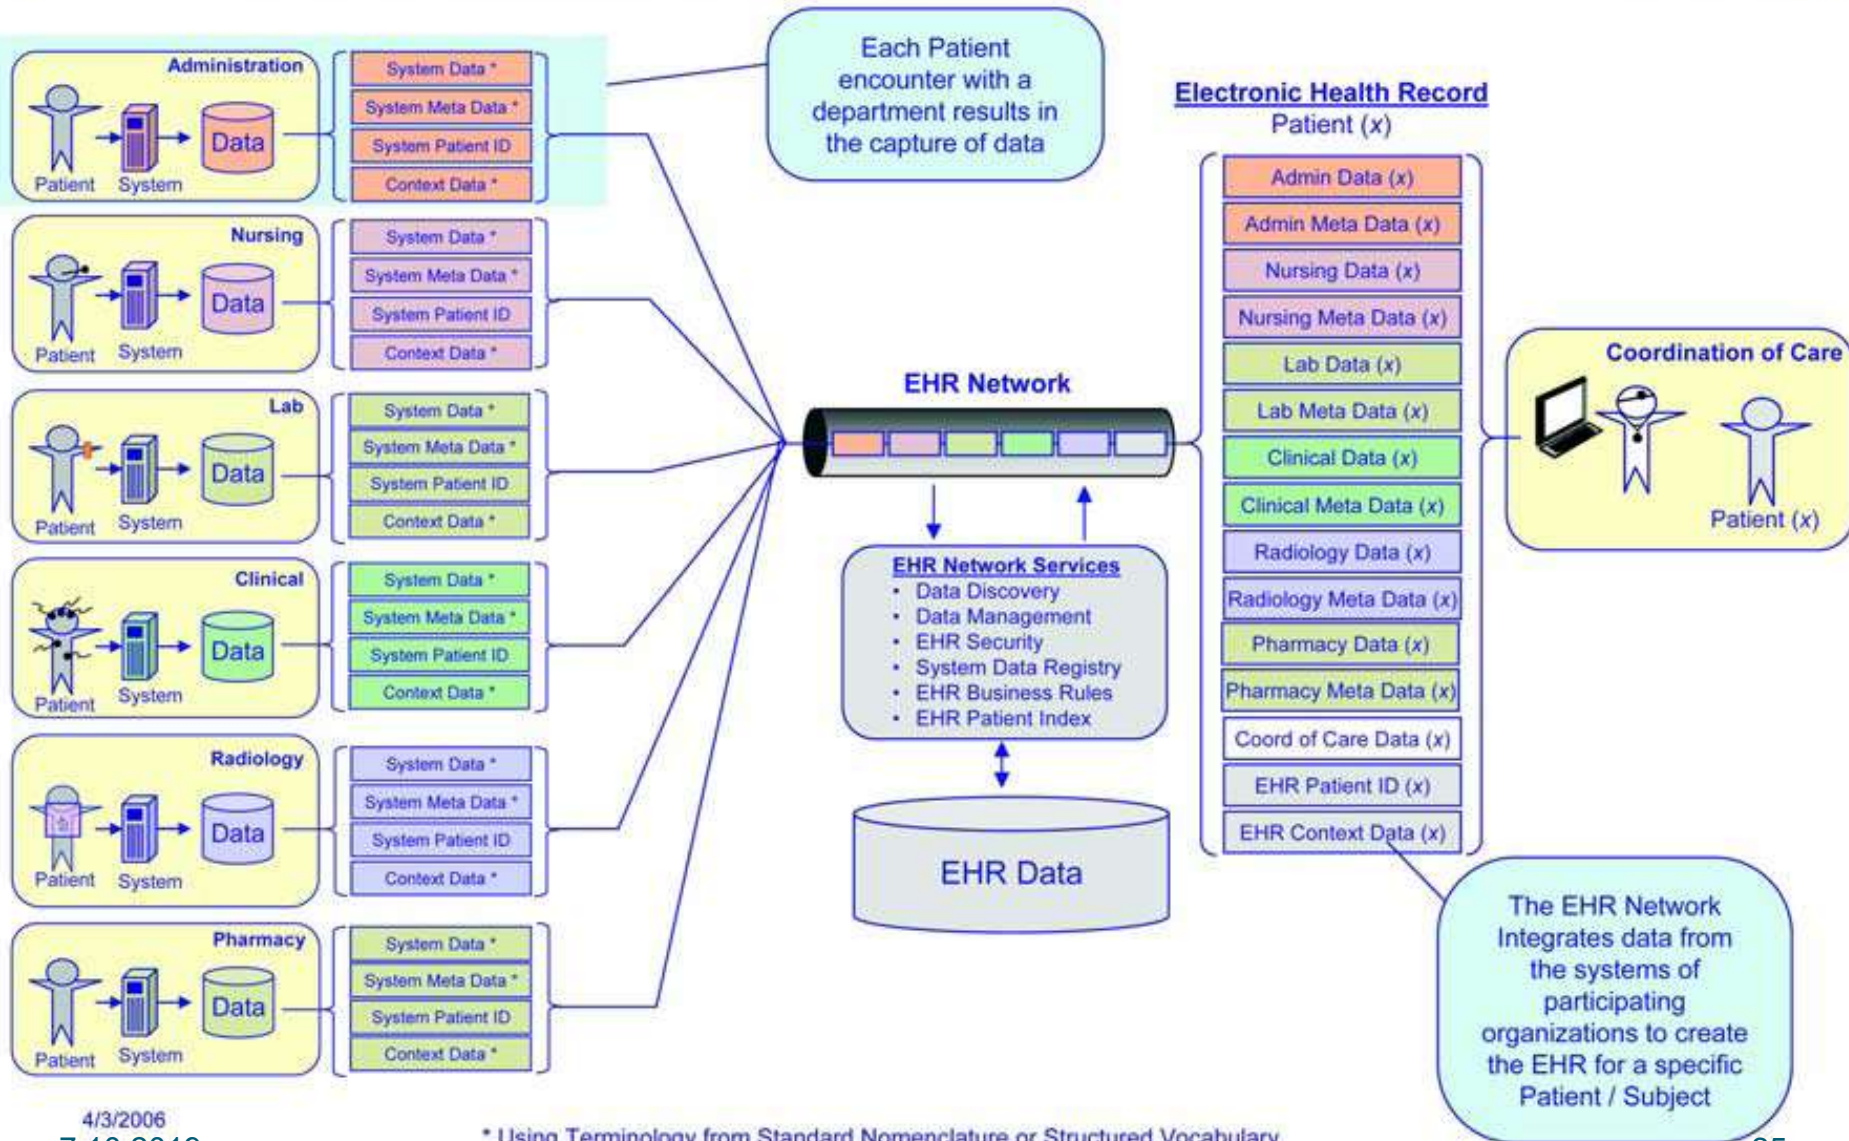 Administration
Patient
System
Data
System Data *
System Meta Data *
System Patient ID
Context Data *
Nursing
Patient
System
Data
System Data *
System Meta Data *
System Patient ID
Context Data *
Lab
Patient
System
Data
System Data *
System Meta Data *
System Patient ID
Context Data *
Clinical
Patient
System
Data
System Data *
System Meta Data *
System Patient ID
Context Data *
Radiology
Patient
System
Data
System Data *
System Meta Data *
System Patient ID
Context Data *
Pharmacy
Patient
System
Data
System Data *
System Meta Data *
System Patient ID
Context Data *
Each Patient
encounter with a
department results in
the capture of data
EHR Network
EHR Network Services
• Data Discovery
• Data Management
• EHR Security
• System Data Registry
• EHR Business Rules
• EHR Patient Index
EHR Data
Electronic Health Record
Patient (x)
Admin Data (x)
Admin Meta Data (x)
Nursing Data (x)
Nursing Meta Data (x)
Lab Data (x)
Lab Meta Data (x)
Clinical Data (x)
Clinical Meta Data (x)
Radiology Data (x)
Radiology Meta Data (x)
Pharmacy Data (x)
Pharmacy Meta Data (x)
Coord of Care Data (x)
EHR Patient ID (x)
EHR Context Data (x)
Coordination of Care
Patient (x)
The EHR Network
Integrates data from
the systems of
participating
organizations to create
the EHR for a specific
Patient / Subject
4/3/2006
* Using Terminology from Standard Nomenclature or Structured Vocabulary